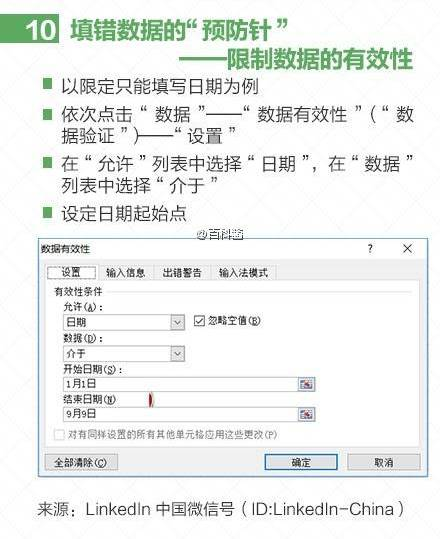 10 填错数据的“预防针”
——限制数据的有效性
以限定只能填写日期为例
依次点击“数据”——“数据有效性”(“数
据验证”)——“设置”
在“允许”列表中选择“日期”，在“数据”
列表中选择“介于”
设定日期起始点
@百科酱
数据有效性 ? ×
设置 输入信息 出错警告 输入法模式
有效性条件
允许(A):
日期 忽略空值(B)
数据(D):
介于
开始日期(S):
1月1日
结束日期(N)
9月9日
对有同样设置的所有其他单元格应用这些更改(P)
全部清除(C) 确定 取消
来源：LinkedIn 中国微信号（ID:LinkedIn-China）